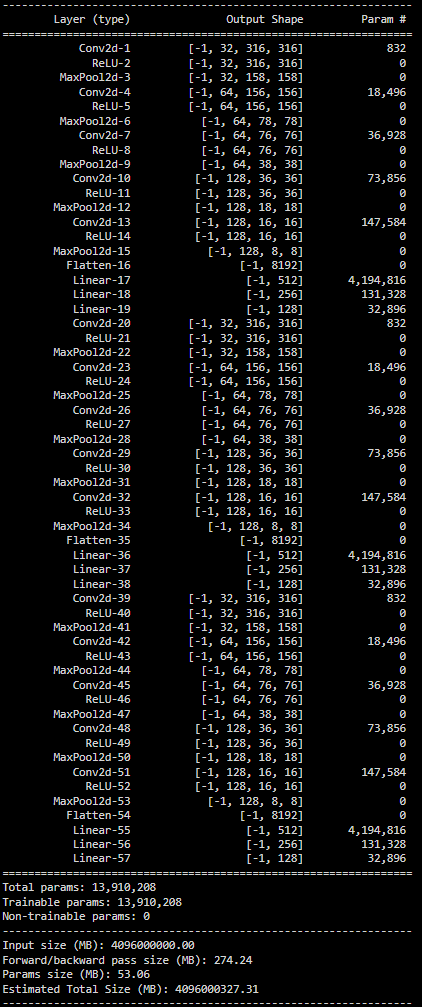 ----------------------------------------------------------------
Layer (type) Output Shape Param #
================================================================
Conv2d-1 [-1, 32, 316, 316] 832
ReLU-2 [-1, 32, 316, 316] 0
MaxPool2d-3 [-1, 32, 158, 158] 0
Conv2d-4 [-1, 64, 156, 156] 18,496
ReLU-5 [-1, 64, 156, 156] 0
MaxPool2d-6 [-1, 64, 78, 78] 0
Conv2d-7 [-1, 64, 76, 76] 36,928
ReLU-8 [-1, 64, 76, 76] 0
MaxPool2d-9 [-1, 64, 38, 38] 0
Conv2d-10 [-1, 128, 36, 36] 73,856
ReLU-11 [-1, 128, 36, 36] 0
MaxPool2d-12 [-1, 128, 18, 18] 0
Conv2d-13 [-1, 128, 16, 16] 147,584
ReLU-14 [-1, 128, 16, 16] 0
MaxPool2d-15 [-1, 128, 8, 8] 0
Flatten-16 [-1, 8192] 0
Linear-17 [-1, 512] 4,194,816
Linear-18 [-1, 256] 131,328
Linear-19 [-1, 128] 32,896
Conv2d-20 [-1, 32, 316, 316] 832
ReLU-21 [-1, 32, 316, 316] 0
MaxPool2d-22 [-1, 32, 158, 158] 0
Conv2d-23 [-1, 64, 156, 156] 18,496
ReLU-24 [-1, 64, 156, 156] 0
MaxPool2d-25 [-1, 64, 78, 78] 0
Conv2d-26 [-1, 64, 76, 76] 36,928
ReLU-27 [-1, 64, 76, 76] 0
MaxPool2d-28 [-1, 64, 38, 38] 0
Conv2d-29 [-1, 128, 36, 36] 73,856
ReLU-30 [-1, 128, 36, 36] 0
MaxPool2d-31 [-1, 128, 18, 18] 0
Conv2d-32 [-1, 128, 16, 16] 147,584
ReLU-33 [-1, 128, 16, 16] 0
MaxPool2d-34 [-1, 128, 8, 8] 0
Flatten-35 [-1, 8192] 0
Linear-36 [-1, 512] 4,194,816
Linear-37 [-1, 256] 131,328
Linear-38 [-1, 128] 32,896
Conv2d-39 [-1, 32, 316, 316] 832
ReLU-40 [-1, 32, 316, 316] 0
MaxPool2d-41 [-1, 32, 158, 158] 0
Conv2d-42 [-1, 64, 156, 156] 18,496
ReLU-43 [-1, 64, 156, 156] 0
MaxPool2d-44 [-1, 64, 78, 78] 0
Conv2d-45 [-1, 64, 76, 76] 36,928
ReLU-46 [-1, 64, 76, 76] 0
MaxPool2d-47 [-1, 64, 38, 38] 0
Conv2d-48 [-1, 128, 36, 36] 73,856
ReLU-49 [-1, 128, 36, 36] 0
MaxPool2d-50 [-1, 128, 18, 18] 0
Conv2d-51 [-1, 128, 16, 16] 147,584
ReLU-52 [-1, 128, 16, 16] 0
MaxPool2d-53 [-1, 128, 8, 8] 0
Flatten-54 [-1, 8192] 0
Linear-55 [-1, 512] 4,194,816
Linear-56 [-1, 256] 131,328
Linear-57 [-1, 128] 32,896
================================================================
Total params: 13,910,208
Trainable params: 13,910,208
Non-trainable params: 0
----------------------------------------------------------------
Input size (MB): 4096000000.00
Forward/backward pass size (MB): 274.24
Params size (MB): 53.06
Estimated Total Size (MB): 4096000327.31
----------------------------------------------------------------